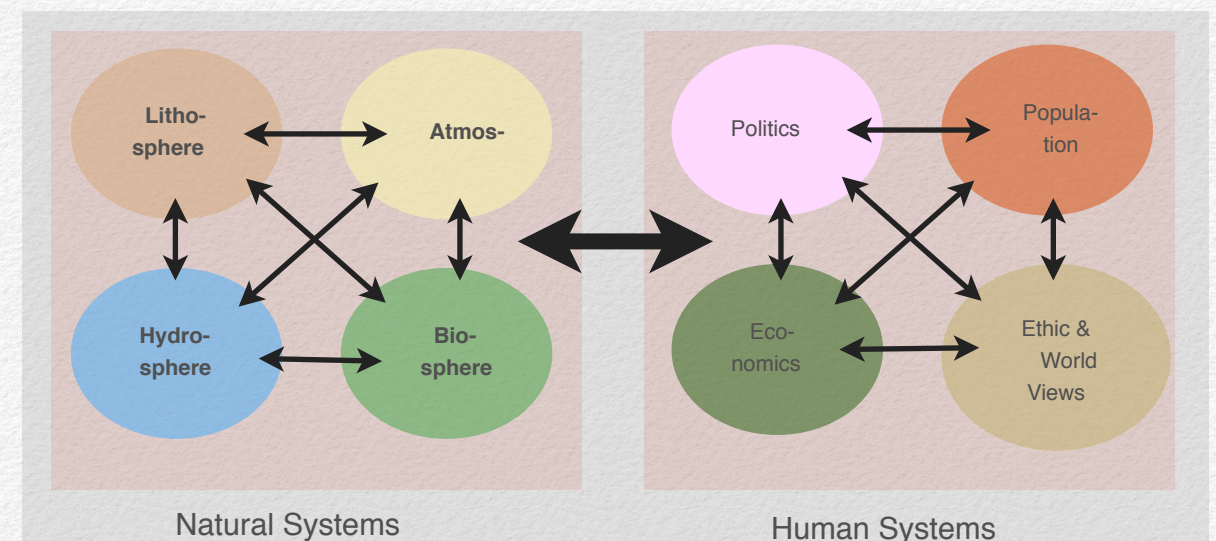 Litho-
sphere
Atmos-
Hydro-
sphere
Bio-
sphere
Natural Systems
Politics
Popula-
tion
Eco-
nomics
Ethic &
World
Views
Human Systems